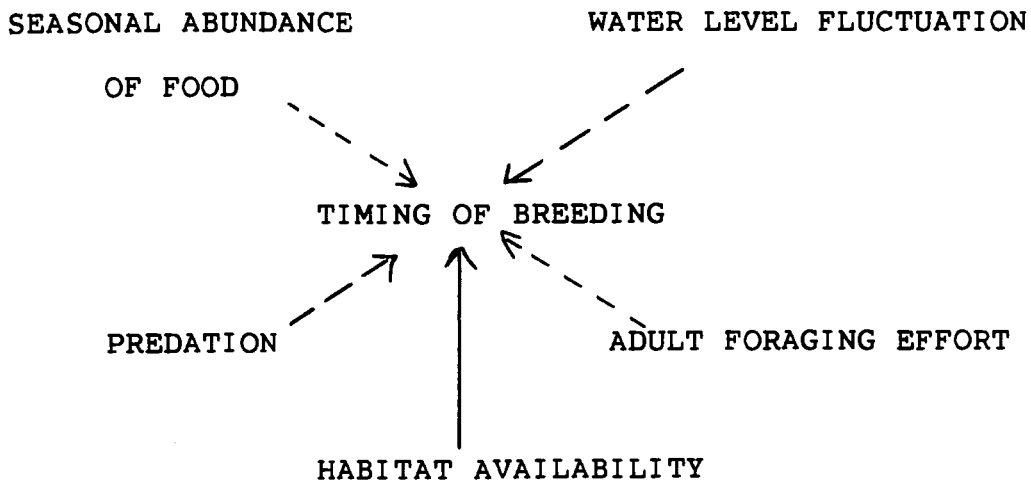 SEASONAL ABUNDANCE
OF FOOD
WATER LEVEL FLUCTUATION
TIMING OF BREEDING
PREDATION
ADULT FORAGING EFFORT
HABITAT AVAILABILITY